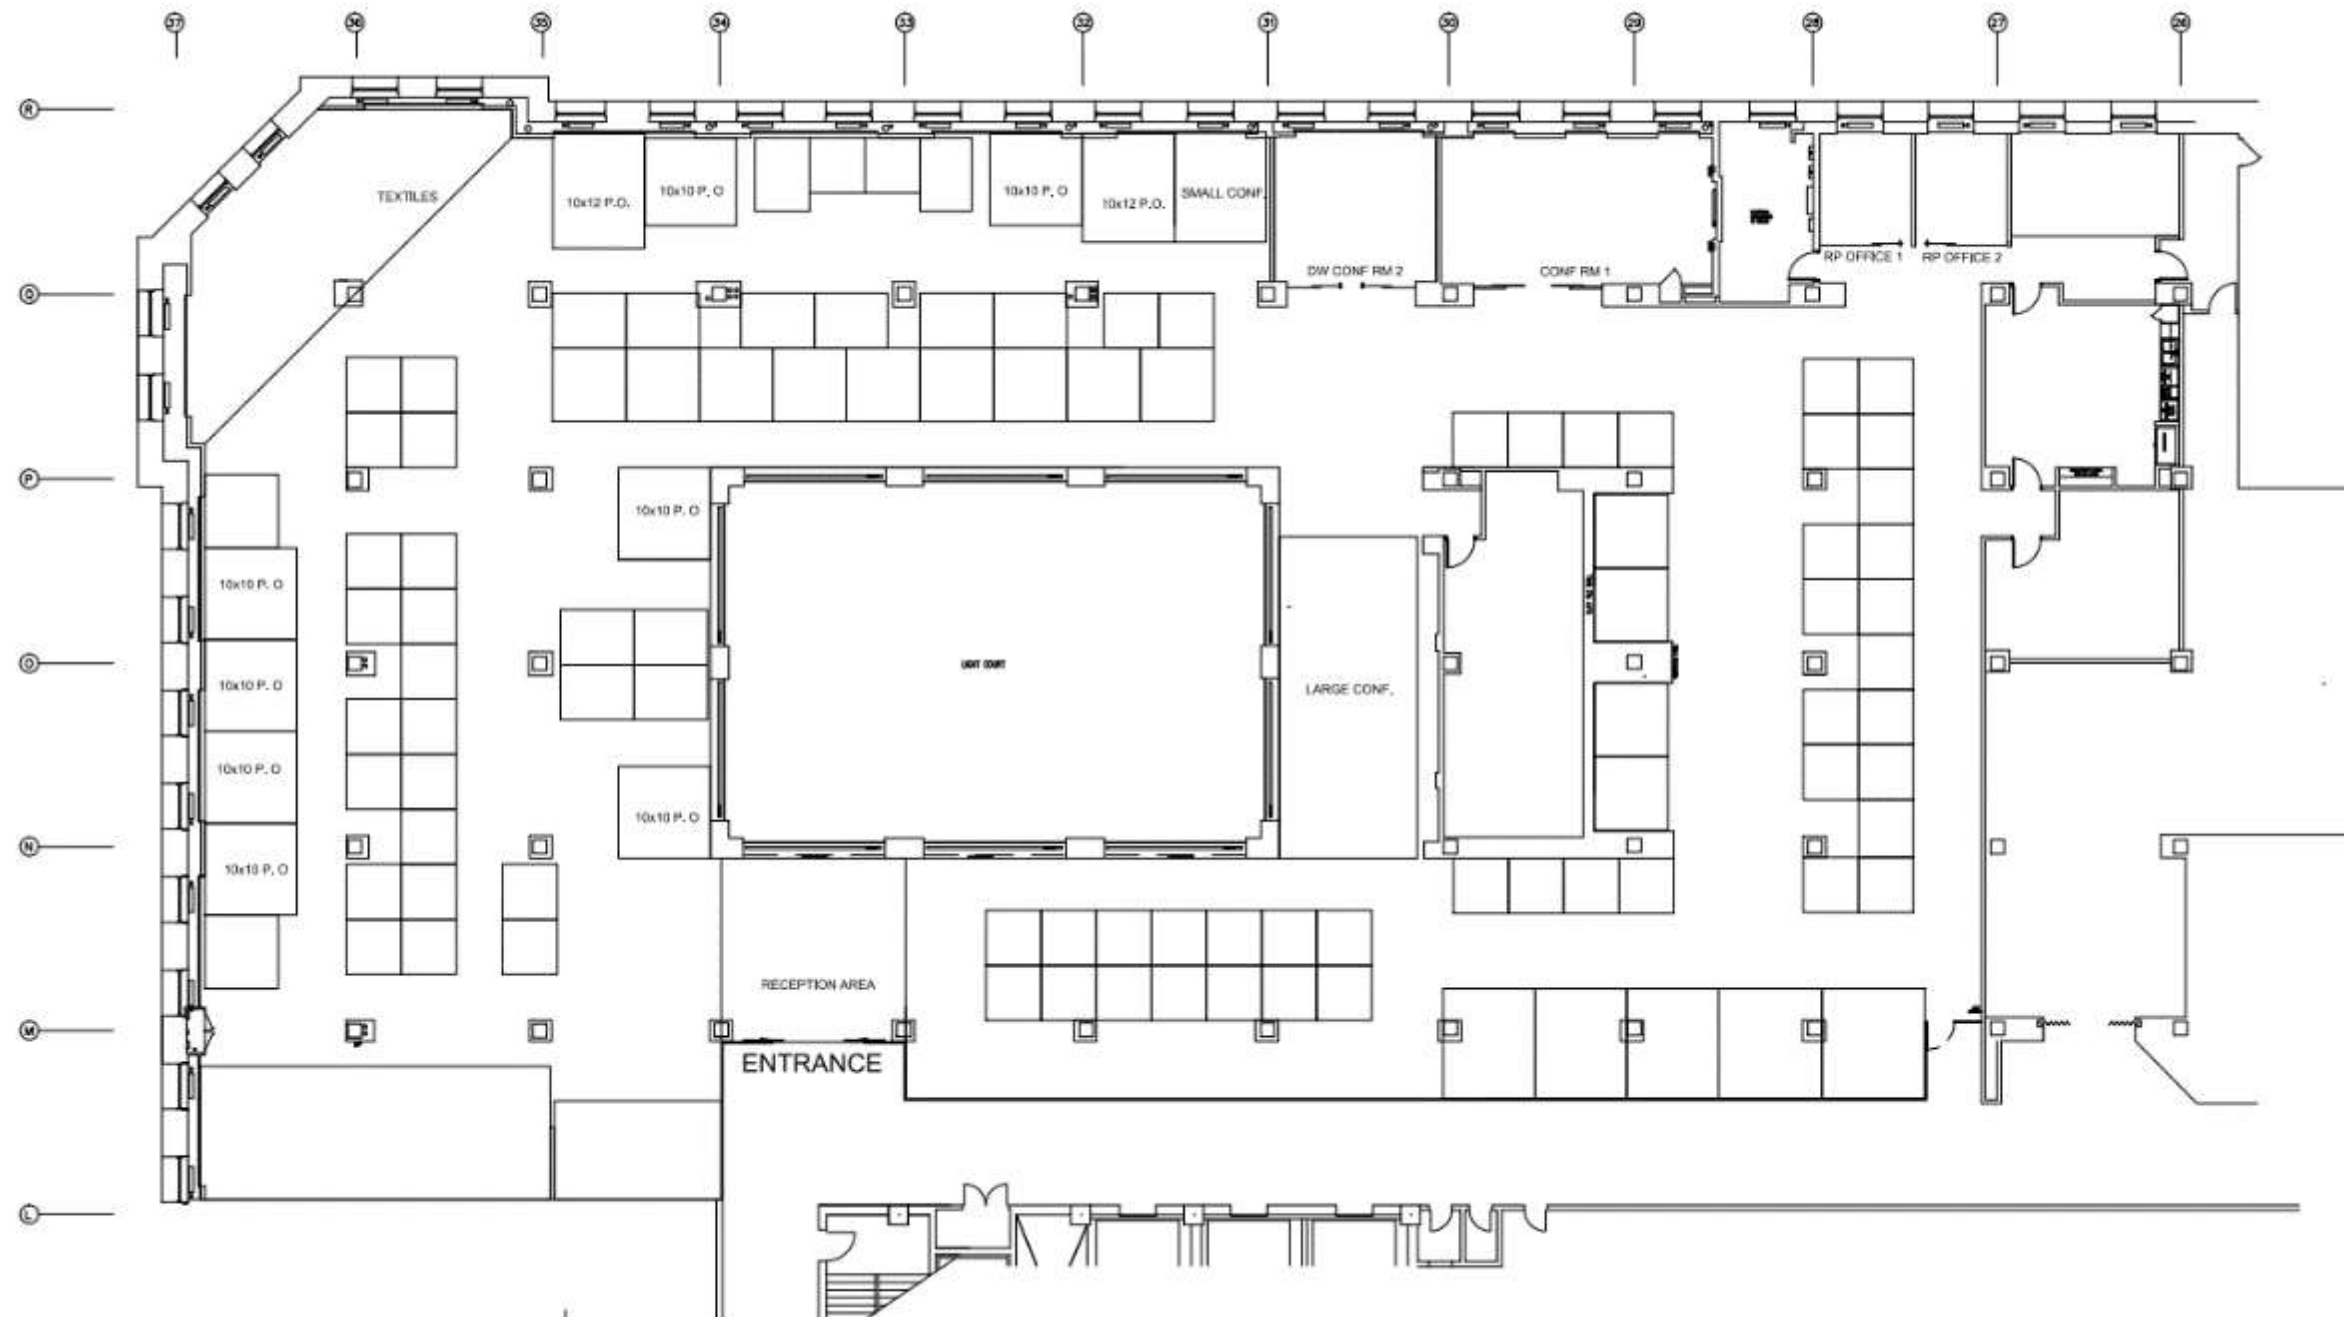 37 36 35 34 33 32 31 30 29 28 27 26
R
TEXTILES
10x12 P.O.
10x10 P. O
10x10 P. O
10x12 P.O.
SMALL CONF.
DW CONF RM 2
CONF RM 1
RP OFFICE 1
RP OFFICE 2
Q
P
10x10 P. O
10x10 P. O
O
10x10 P. O
LIGHT COURT
LARGE CONF.
10x10 P. O
10x10 P. O
N
10x10 P. O
RECEPTION AREA
M
ENTRANCE
L